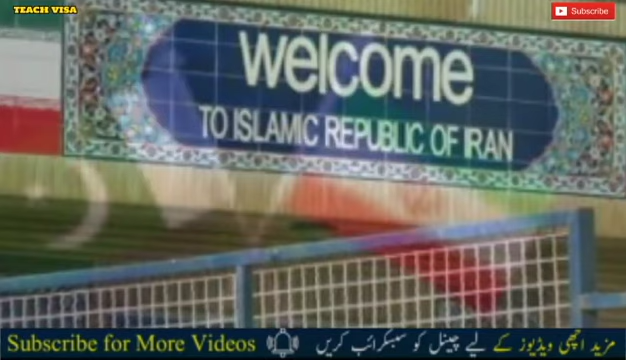 TEACH VISA
Subscribe
Welcome
TO ISLAMIC REPUBLIC OF IRAN
Subscribe for More Videos
مزید اچھی ویڈیوز کے لیے چینل کو سبسکرائب کریں